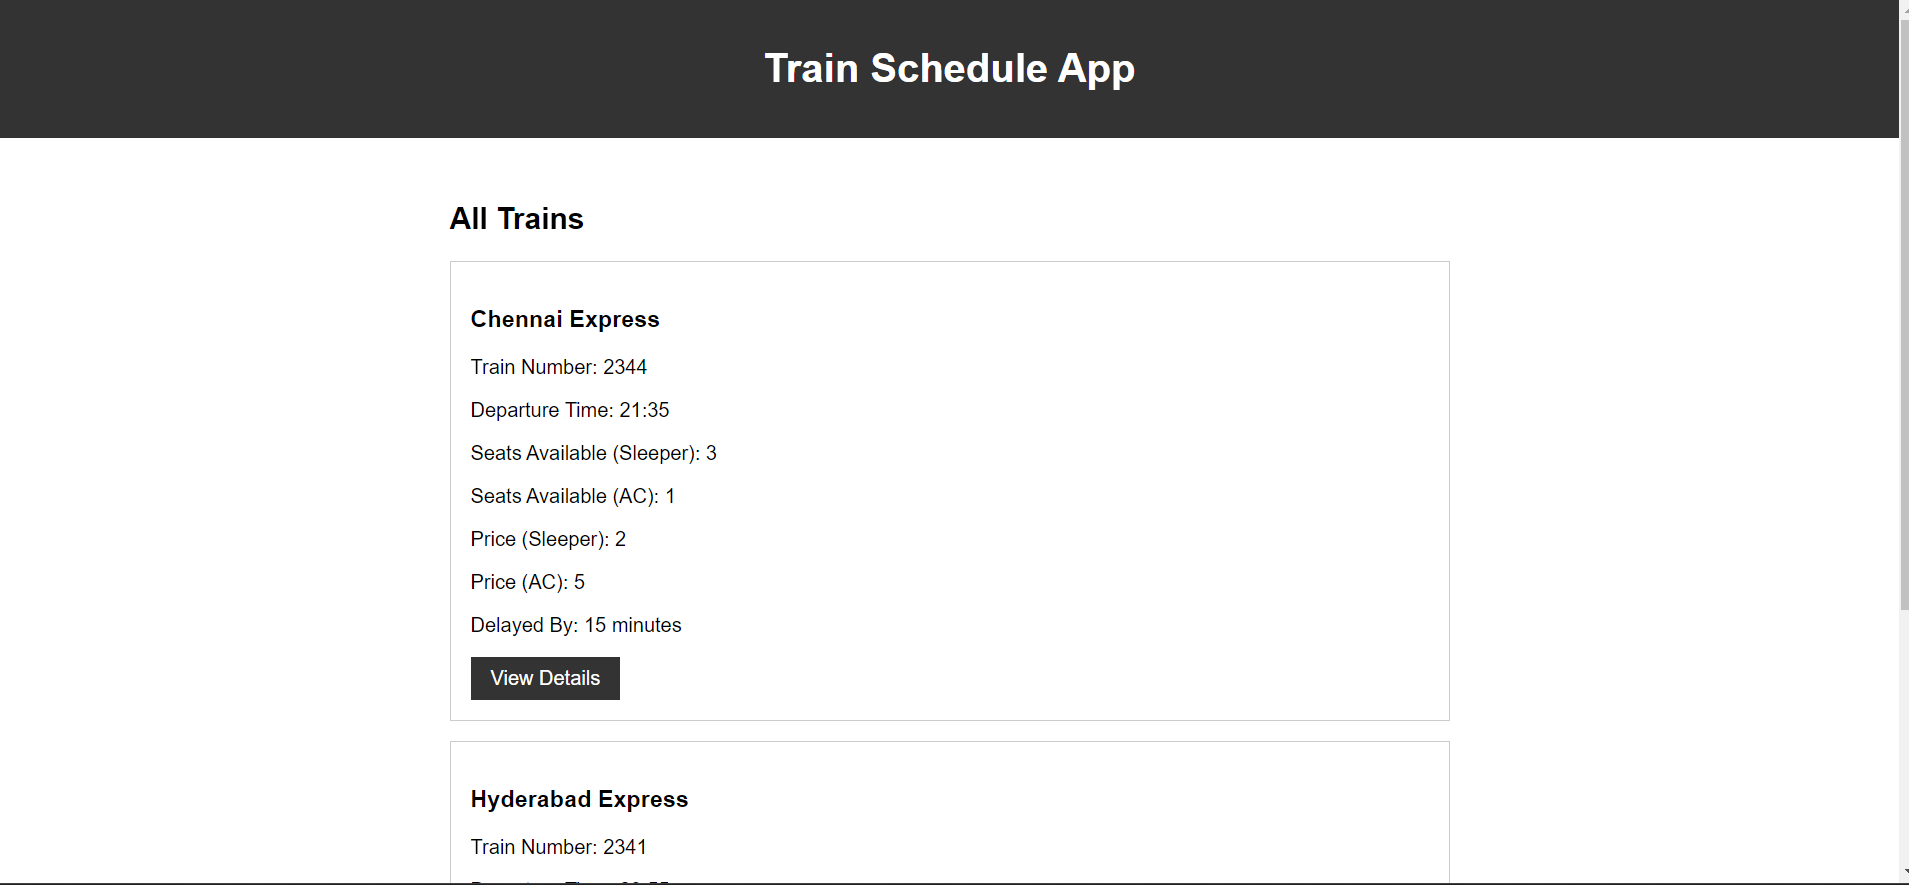 Train Schedule App
All Trains
Chennai Express
Train Number: 2344
Departure Time: 21:35
Seats Available (Sleeper): 3
Seats Available (AC): 1
Price (Sleeper): 2
Price (AC): 5
Delayed By: 15 minutes
View Details
Hyderabad Express
Train Number: 2341